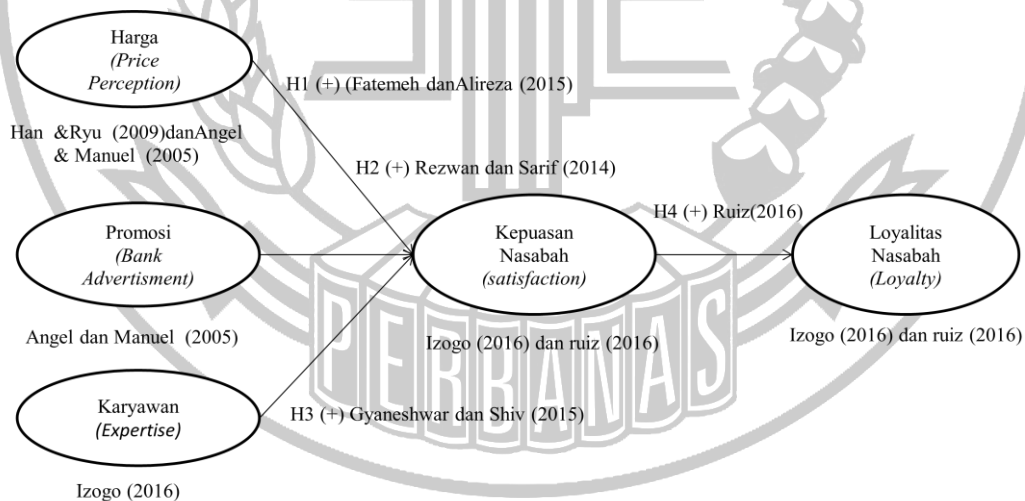 Harga
(Price
Perception)
H1 (+) (Fatemeh danAlireza (2015)
Han &Ryu (2009)danAngel
& Manuel (2005)
H2 (+) Rezwan dan Sarif (2014)
Promosi
(Bank
Advertisment)
Angel dan Manuel (2005)
Kepuasan
Nasabah
(satisfaction)
Izogo (2016) dan ruiz (2016)
H4 (+) Ruiz(2016)
Loyalitas
Nasabah
(Loyalty)
Izogo (2016) dan ruiz (2016)
PERBANAS
Karyawan
(Expertise)
H3 (+) Gyaneshwar dan Shiv (2015)
Izogo (2016)